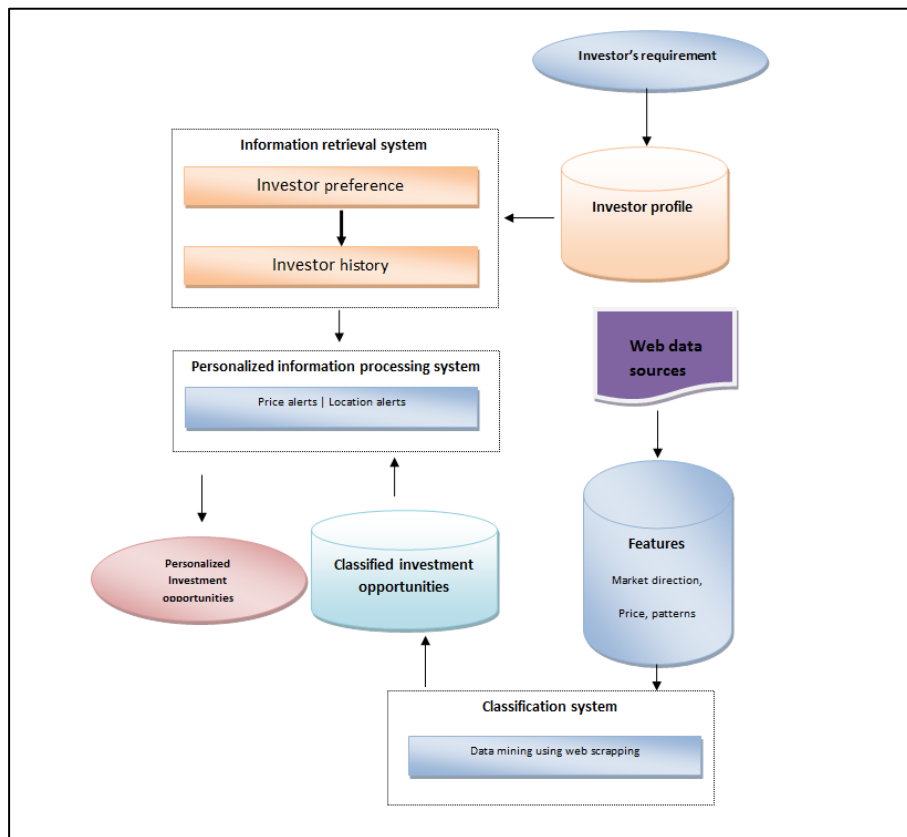 Investor's requirement
Information retrieval system
Investor preference
Investor history
Investor profile
Personalized information processing system
Price alerts | Location alerts
Web data
sources
Personalized
Investment
opportunities
Classified investment
opportunities
Features
Market direction,
Price, patterns
Classification system
Data mining using web scrapping